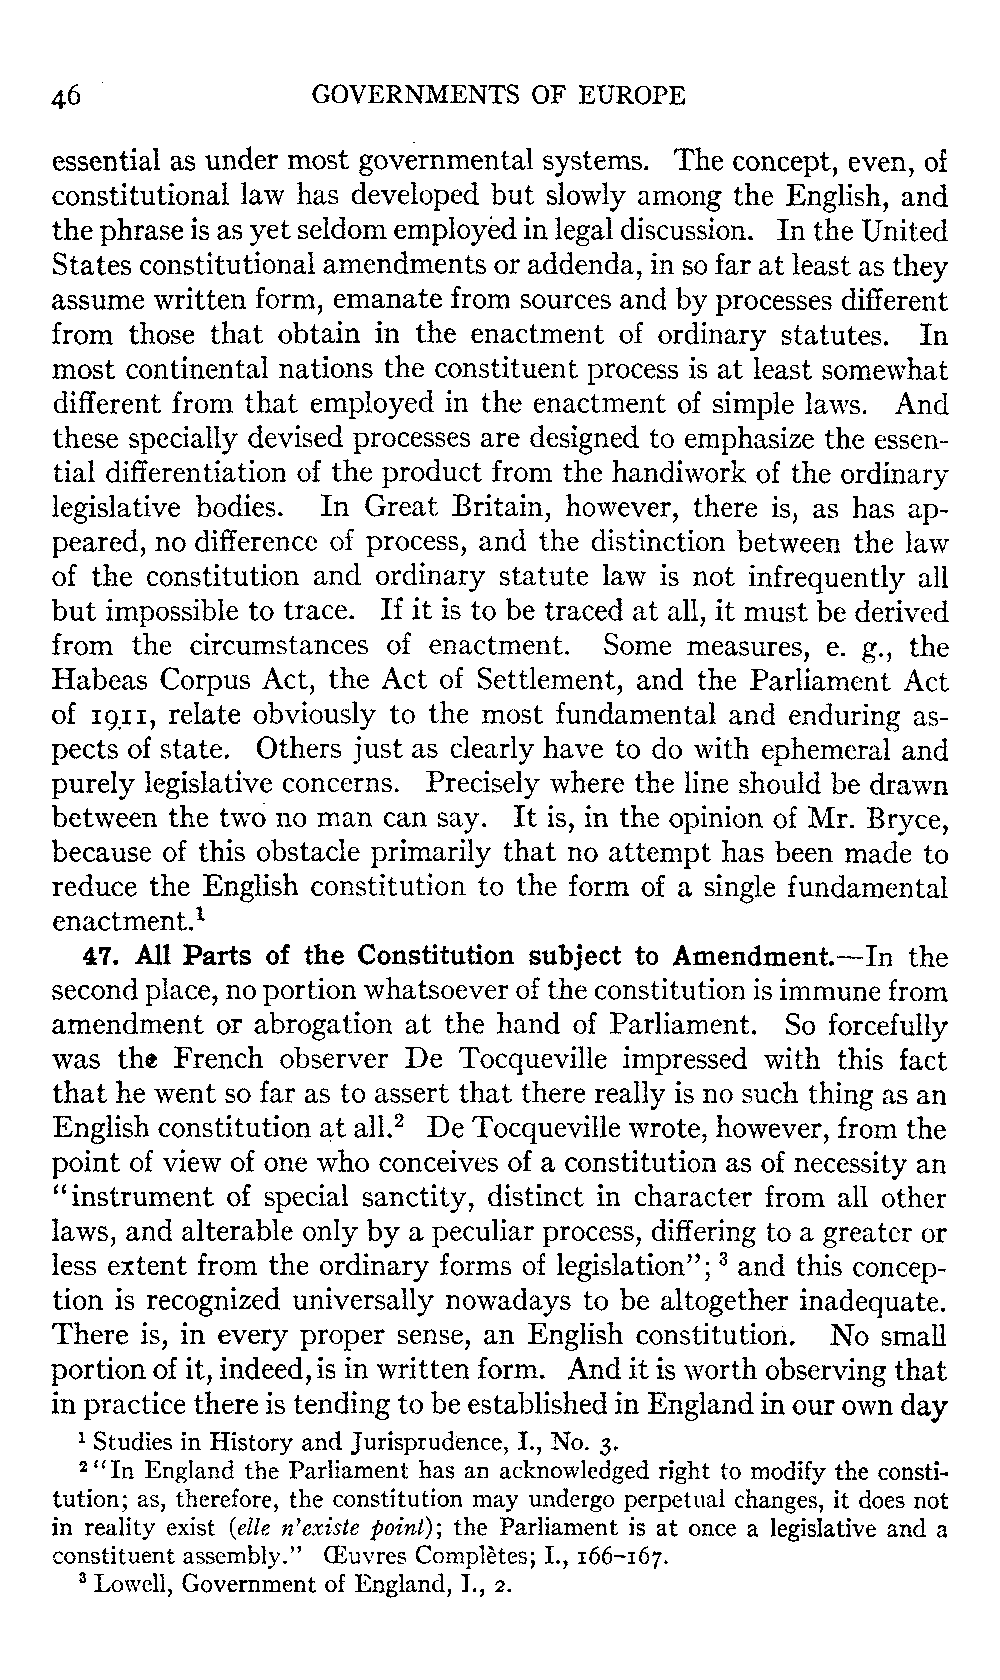 46 GOVERNMENTS OF EUROPE
essential as under most governmental systems. The concept, even, of
constitutional law has developed but slowly among the English, and
the phrase is as yet seldom employed in legal discussion. In the United
States constitutional amendments or addenda, in so far at least as they
assume written form, emanate from sources and by processes different
from those that obtain in the enactment of ordinary statutes. In
most continental nations the constituent process is at least somewhat
different from that employed in the enactment of simple laws. And
these specially devised processes are designed to emphasize the essen-
tial differentiation of the product from the handiwork of the ordinary
legislative bodies. In Great Britain, however, there is, as has ap-
peared, no difference of process, and the distinction between the law
of the constitution and ordinary statute law is not infrequently all
but impossible to trace. If it is to be traced at all, it must be derived
from the circumstances of enactment. Some measures, e. g., the
Habeas Corpus Act, the Act of Settlement, and the Parliament Act
of 1911, relate obviously to the most fundamental and enduring as-
pects of state. Others just as clearly have to do with ephemeral and
purely legislative concerns. Precisely where the line should be drawn
between the two no man can say. It is, in the opinion of Mr. Bryce,
because of this obstacle primarily that no attempt has been made to
reduce the English constitution to the form of a single fundamental
enactment.¹
47. All Parts of the Constitution subject to Amendment.—In the
second place, no portion whatsoever of the constitution is immune from
amendment or abrogation at the hand of Parliament. So forcefully
was the French observer De Tocqueville impressed with this fact
that he went so far as to assert that there really is no such thing as an
English constitution at all.² De Tocqueville wrote, however, from the
point of view of one who conceives of a constitution as of necessity an
“instrument of special sanctity, distinct in character from all other
laws, and alterable only by a peculiar process, differing to a greater or
less extent from the ordinary forms of legislation”; ³ and this concep-
tion is recognized universally nowadays to be altogether inadequate.
There is, in every proper sense, an English constitution. No small
portion of it, indeed, is in written form. And it is worth observing that
in practice there is tending to be established in England in our own day
¹ Studies in History and Jurisprudence, I., No. 3.
² “In England the Parliament has an acknowledged right to modify the consti-
tution; as, therefore, the constitution may undergo perpetual changes, it does not
in reality exist (elle n'existe point); the Parliament is at once a legislative and a
constituent assembly.” Œuvres Complètes; I., 166–167.
³ Lowell, Government of England, I., 2.